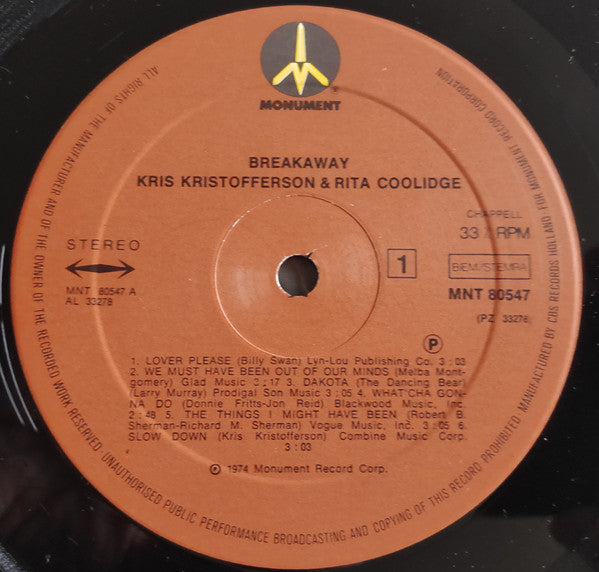 MONUMENT
BREAKAWAY
KRIS KRISTOFFERSON & RITA COOLIDGE
CHAPPELL
STEREO
33 RPM
1
BIEM/STEMRA
MNT 80547 A
AL 33278
MNT 80547
(PZ 33278)
P
1. LOVER PLEASE (Billy Swan) Lyn-Lou Publishing Co. 3:03
2. WE MUST HAVE BEEN OUT OF OUR MINDS (Melba Mont-
gomery) Glad Music 3:17 3. DAKOTA (The Dancing Bear)
(Larry Murray) Prodigal Son Music 3:05 4. WHAT'CHA GON-
NA DO (Donnie Fritts-Jon Reid) Blackwood Music, Inc.
2:48 5. THE THINGS I MIGHT HAVE BEEN (Robert B.
Sherman-Richard M. Sherman) Vogue Music, Inc. 3:05 6.
SLOW DOWN (Kris Kristofferson) Combine Music Corp.
3:03
℗ 1974 Monument Record Corp.
ALL RIGHTS OF THE MANUFACTURER AND OF THE OWNER OF THE RECORDED WORK RESERVED. UNAUTHORISED PUBLIC PERFORMANCE BROADCASTING AND COPYING OF THIS RECORD PROHIBITED. MANUFACTURED BY CBS RECORDS HOLLAND FOR MONUMENT RECORD CORPORATION